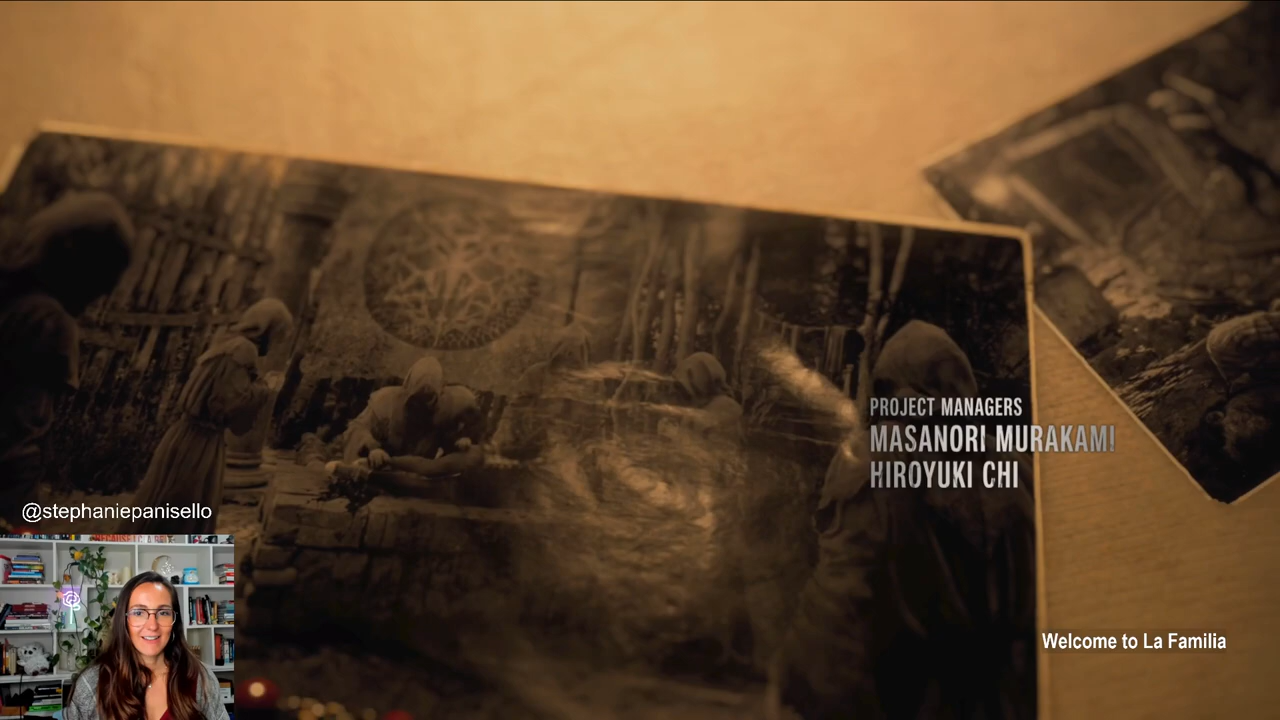 PROJECT MANAGERS
MASANORI MURAKAMI
HIROYUKI CHI
@stephaniepanisello
Welcome to La Familia